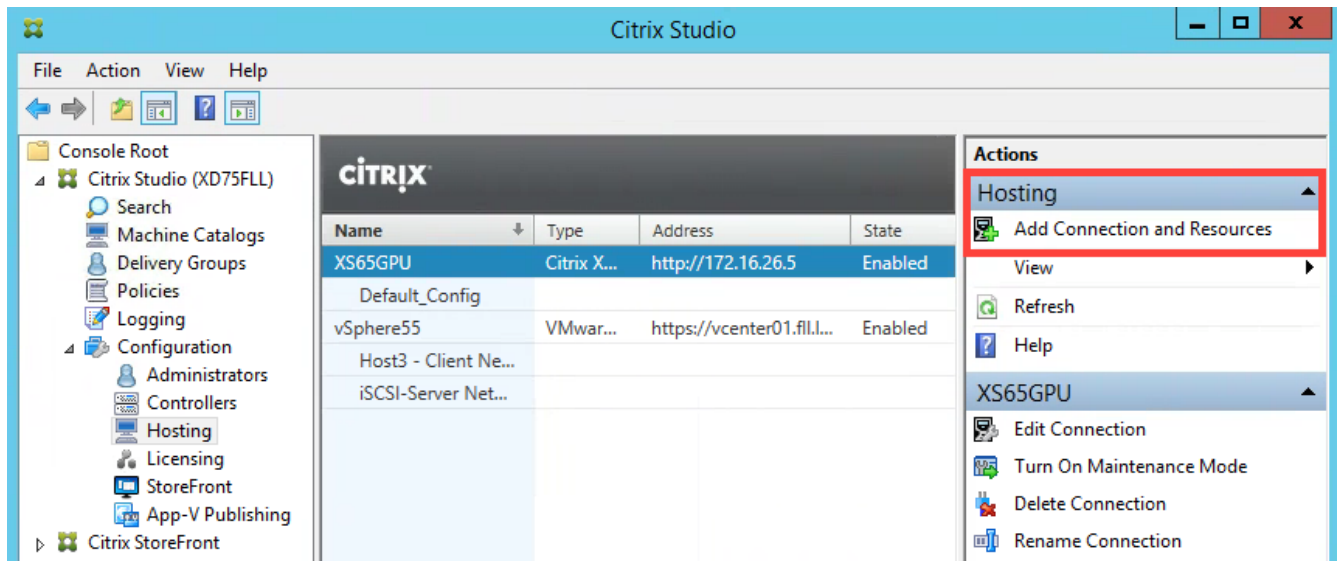 Citrix Studio
File Action View Help
Console Root
Citrix Studio (XD75FLL)
Search
Machine Catalogs
Delivery Groups
Policies
Logging
Configuration
Administrators
Controllers
Hosting
Licensing
StoreFront
App-V Publishing
Citrix StoreFront
CITRIX
Name Type Address State
XS65GPU Citrix X... http://172.16.26.5 Enabled
Default_Config
vSphere55 VMwar... https://vcenter01.fll.l... Enabled
Host3 - Client Ne...
iSCSI-Server Net...
Actions
Hosting
Add Connection and Resources
View
Refresh
Help
XS65GPU
Edit Connection
Turn On Maintenance Mode
Delete Connection
Rename Connection